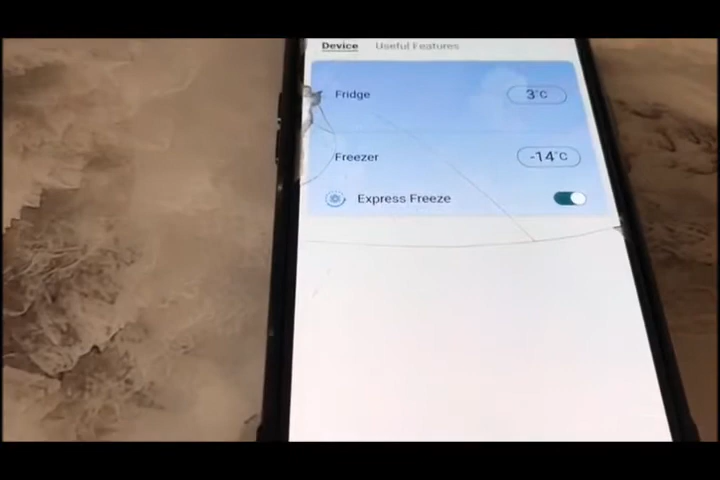 Device Useful Features
Fridge 3°C
Freezer -14°C
Express Freeze